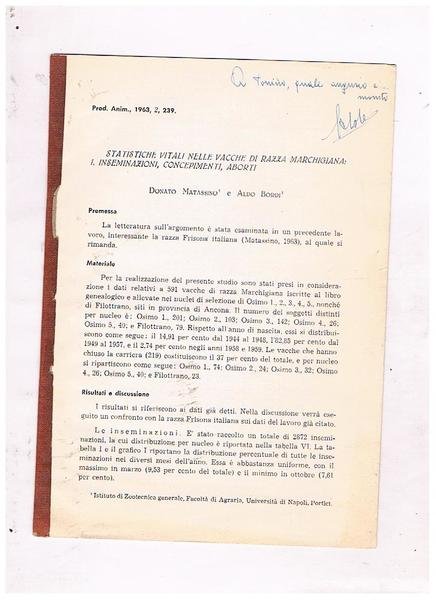 A Tonino, quale augurio e...
monito
Prod. Anim., 1963, 2, 239.
STATISTICHE VITALI NELLE VACCHE DI RAZZA MARCHIGIANA:
I. INSEMINAZIONI, CONCEPIMENTI, ABORTI
DONATO MATASSINO¹ e ALDO BORDI¹
Premessa
La letteratura sull'argomento è stata esaminata in un precedente la-
voro, interessante la razza Frisona italiana (Matassino, 1963), al quale si
rimanda.
Materiale
Per la realizzazione del presente studio sono stati presi in considera-
zione i dati relativi a 591 vacche di razza Marchigiana iscritte al libro
genealogico e allevate nei nuclei di selezione di Osimo 1., 2., 3., 4., 5., nonché
di Filottrano, siti in provincia di Ancona. Il numero dei soggetti distinti
per nucleo è: Osimo 1., 201; Osimo 2., 103; Osimo 3., 142; Osimo 4., 26;
Osimo 5., 40; e Filottrano, 79. Rispetto all'anno di nascita, essi si distribui-
scono come segue: il 14,91 per cento dal 1944 al 1948, l'82,85 per cento dal
1949 al 1957, e il 2,74 per cento negli anni 1958 e 1959. Le vacche che hanno
chiuso la carriera (219) costituiscono il 37 per cento del totale, e per nucleo
si ripartiscono come segue: Osimo 1., 74; Osimo 2., 24; Osimo 3., 32; Osimo
4., 26; Osimo 5., 40; e Filottrano, 23.
Risultati e discussione
I risultati si riferiscono ai dati già detti. Nella discussione verrà ese-
guito un confronto con la razza Frisona italiana sui dati del lavoro già citato.
Le inseminazioni. E' stato raccolto un totale di 2872 insemi-
nazioni, la cui distribuzione per nucleo è riportata nella tabella VI. La ta-
bella I e il grafico I riportano la distribuzione percentuale di tutte le inse-
minazioni nei diversi mesi dell'anno. Essa è abbastanza uniforme, con il
massimo in marzo (9,53 per cento del totale) e il minimo in ottobre (7,61
per cento).
¹ Istituto di Zootecnica generale, Facoltà di Agraria, Università di Napoli, Portici.